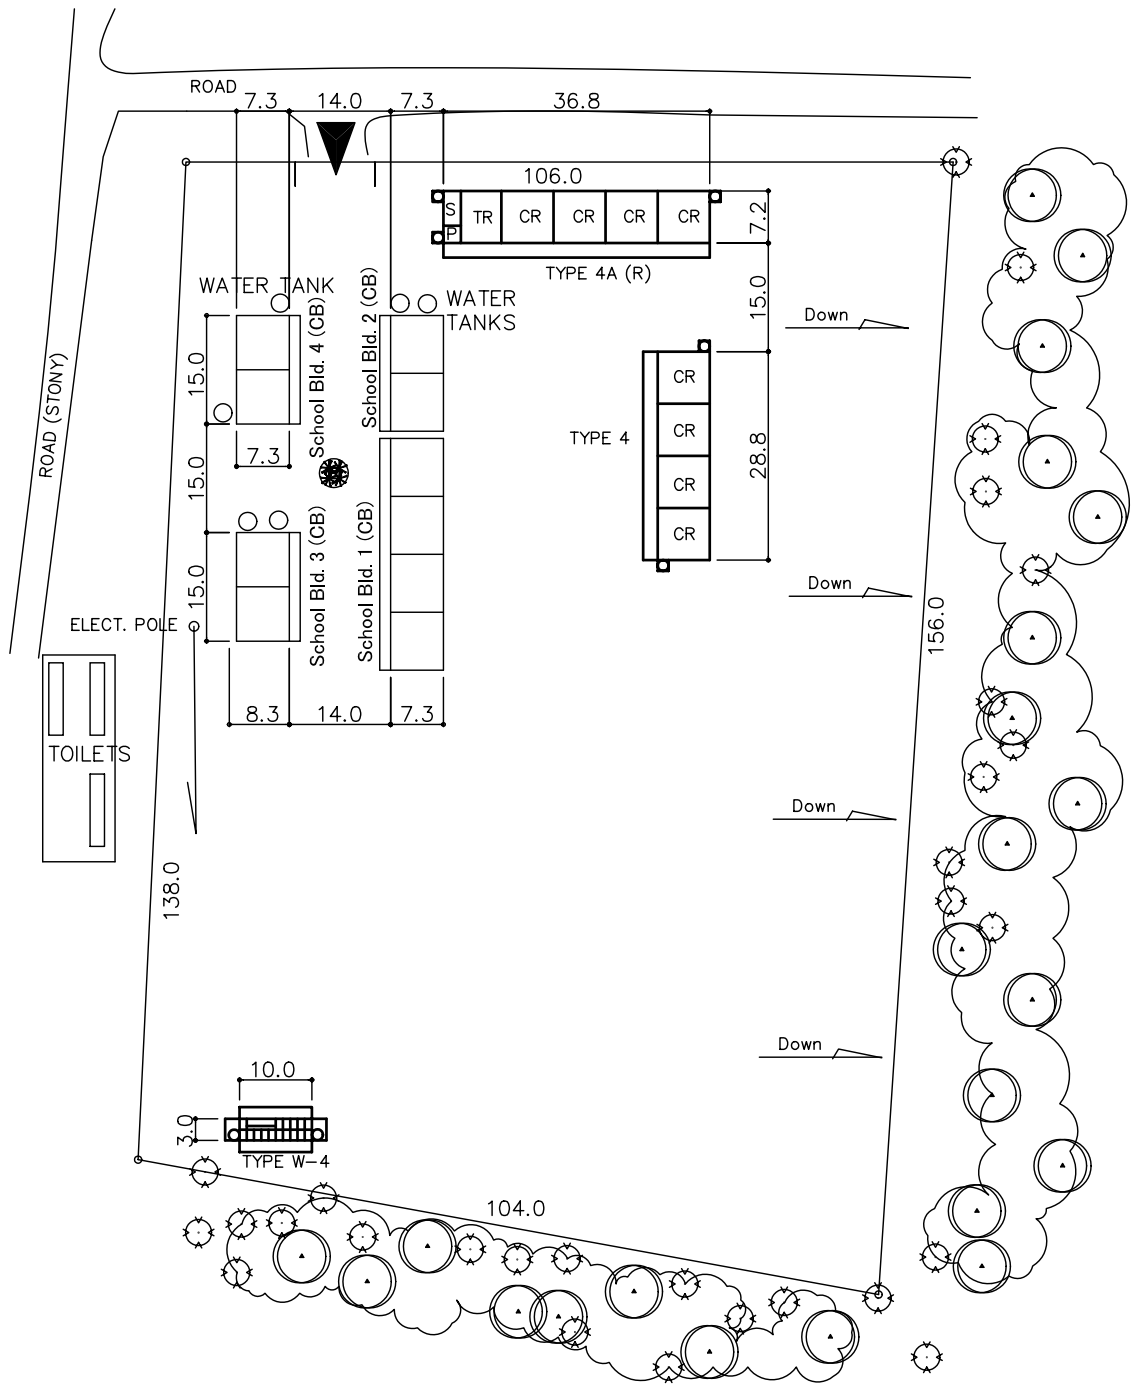 ROAD
7.3
14.0
7.3
36.8
106.0
S
P
TR
CR
CR
CR
CR
7.2
TYPE 4A (R)
WATER TANK
WATER
TANKS
15.0
Down
School Bld. 4 (CB)
School Bld. 2 (CB)
15.0
ROAD (STONY)
CR
CR
CR
CR
TYPE 4
28.8
7.3
15.0
School Bld. 3 (CB)
School Bld. 1 (CB)
15.0
Down
ELECT. POLE
156.0
8.3
14.0
7.3
TOILETS
Down
138.0
Down
10.0
3.0
TYPE W-4
104.0